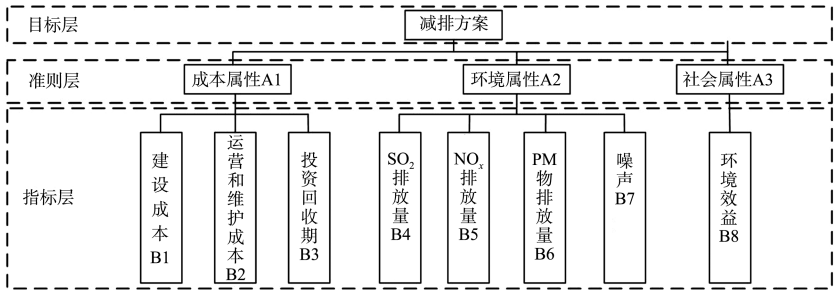 目标层
减排方案
准则层
成本属性A1
环境属性A2
社会属性A3
指标层
建设成本B1
运营和维护成本B2
投资回收期B3
SO₂排放量B4
NOₓ排放量B5
PM物排放量B6
噪声B7
环境效益B8